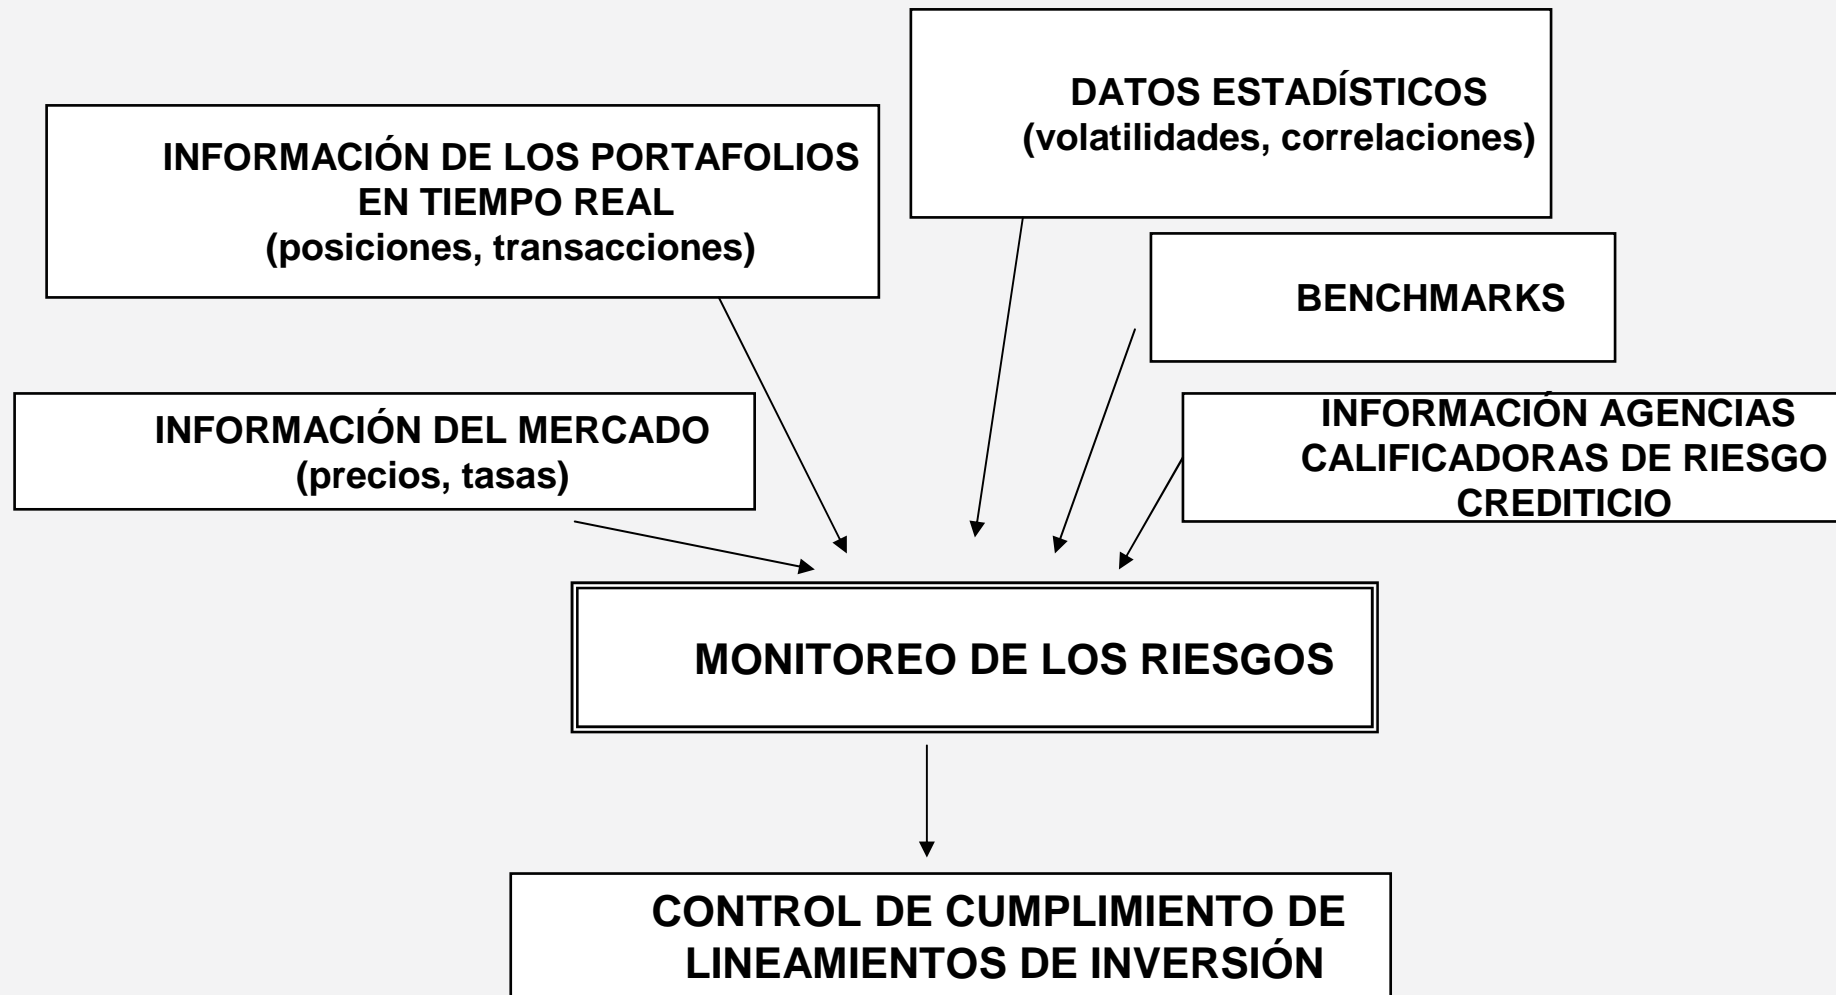 DATOS ESTADÍSTICOS
(volatilidades, correlaciones)
INFORMACIÓN DE LOS PORTAFOLIOS
EN TIEMPO REAL
(posiciones, transacciones)
BENCHMARKS
INFORMACIÓN DEL MERCADO
(precios, tasas)
INFORMACIÓN AGENCIAS
CALIFICADORAS DE RIESGO
CREDITICIO
MONITOREO DE LOS RIESGOS
CONTROL DE CUMPLIMIENTO DE
LINEAMIENTOS DE INVERSIÓN